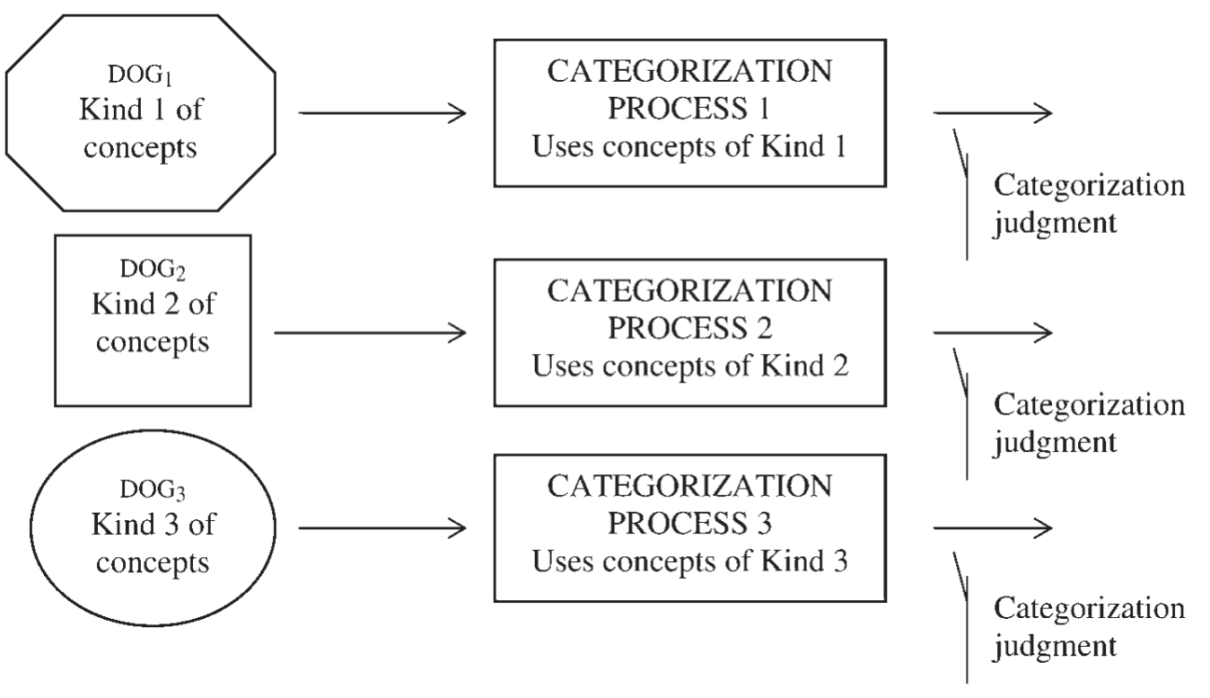 DOG₁
Kind 1 of
concepts
CATEGORIZATION
PROCESS 1
Uses concepts of Kind 1
Categorization
judgment
DOG₂
Kind 2 of
concepts
CATEGORIZATION
PROCESS 2
Uses concepts of Kind 2
Categorization
judgment
DOG₃
Kind 3 of
concepts
CATEGORIZATION
PROCESS 3
Uses concepts of Kind 3
Categorization
judgment